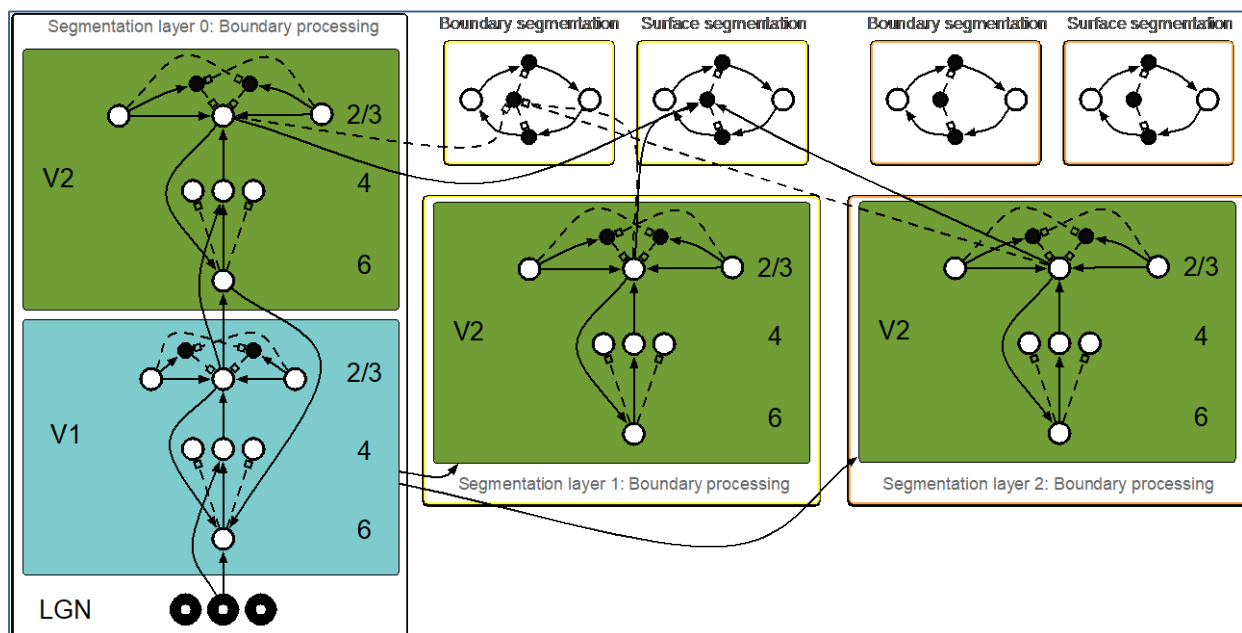 Segmentation layer 0: Boundary processing
V2
2/3
4
6
V1
2/3
4
6
LGN
Boundary segmentation
Surface segmentation
V2
2/3
4
6
Segmentation layer 1: Boundary processing
Boundary segmentation
Surface segmentation
V2
2/3
4
6
Segmentation layer 2: Boundary processing